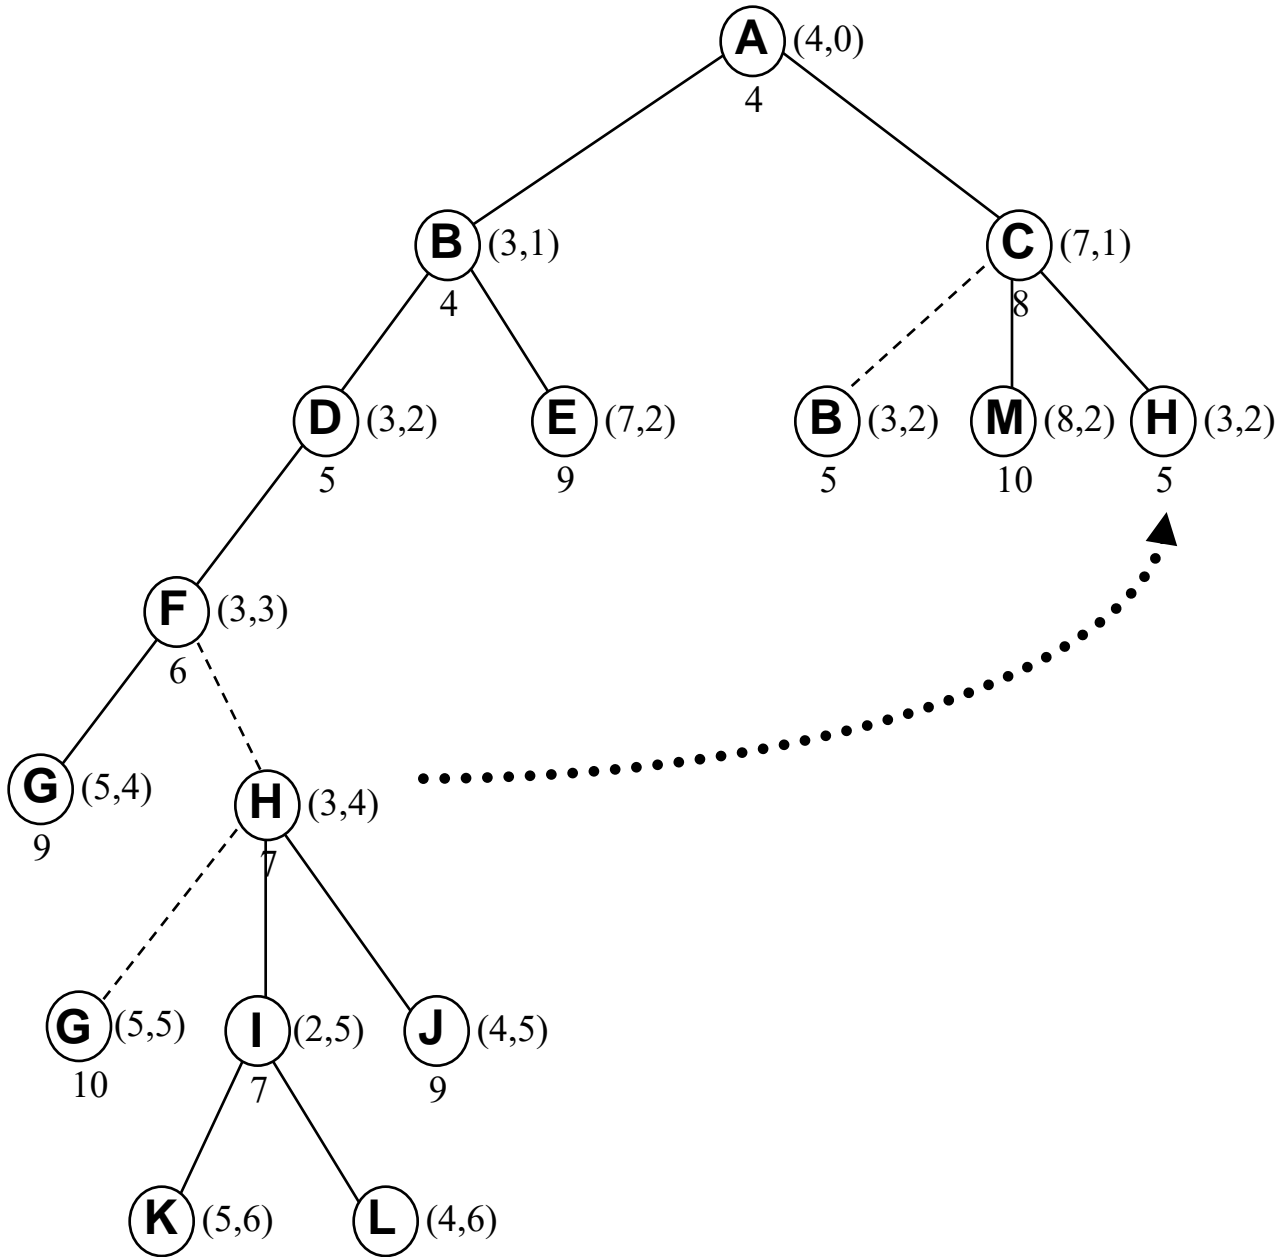 A (4,0)
4
B (3,1)
4
C (7,1)
8
D (3,2)
5
E (7,2)
9
B (3,2)
5
M (8,2)
10
H (3,2)
5
F (3,3)
6
G (5,4)
9
H (3,4)
7
G (5,5)
10
I (2,5)
7
J (4,5)
9
K (5,6)
L (4,6)